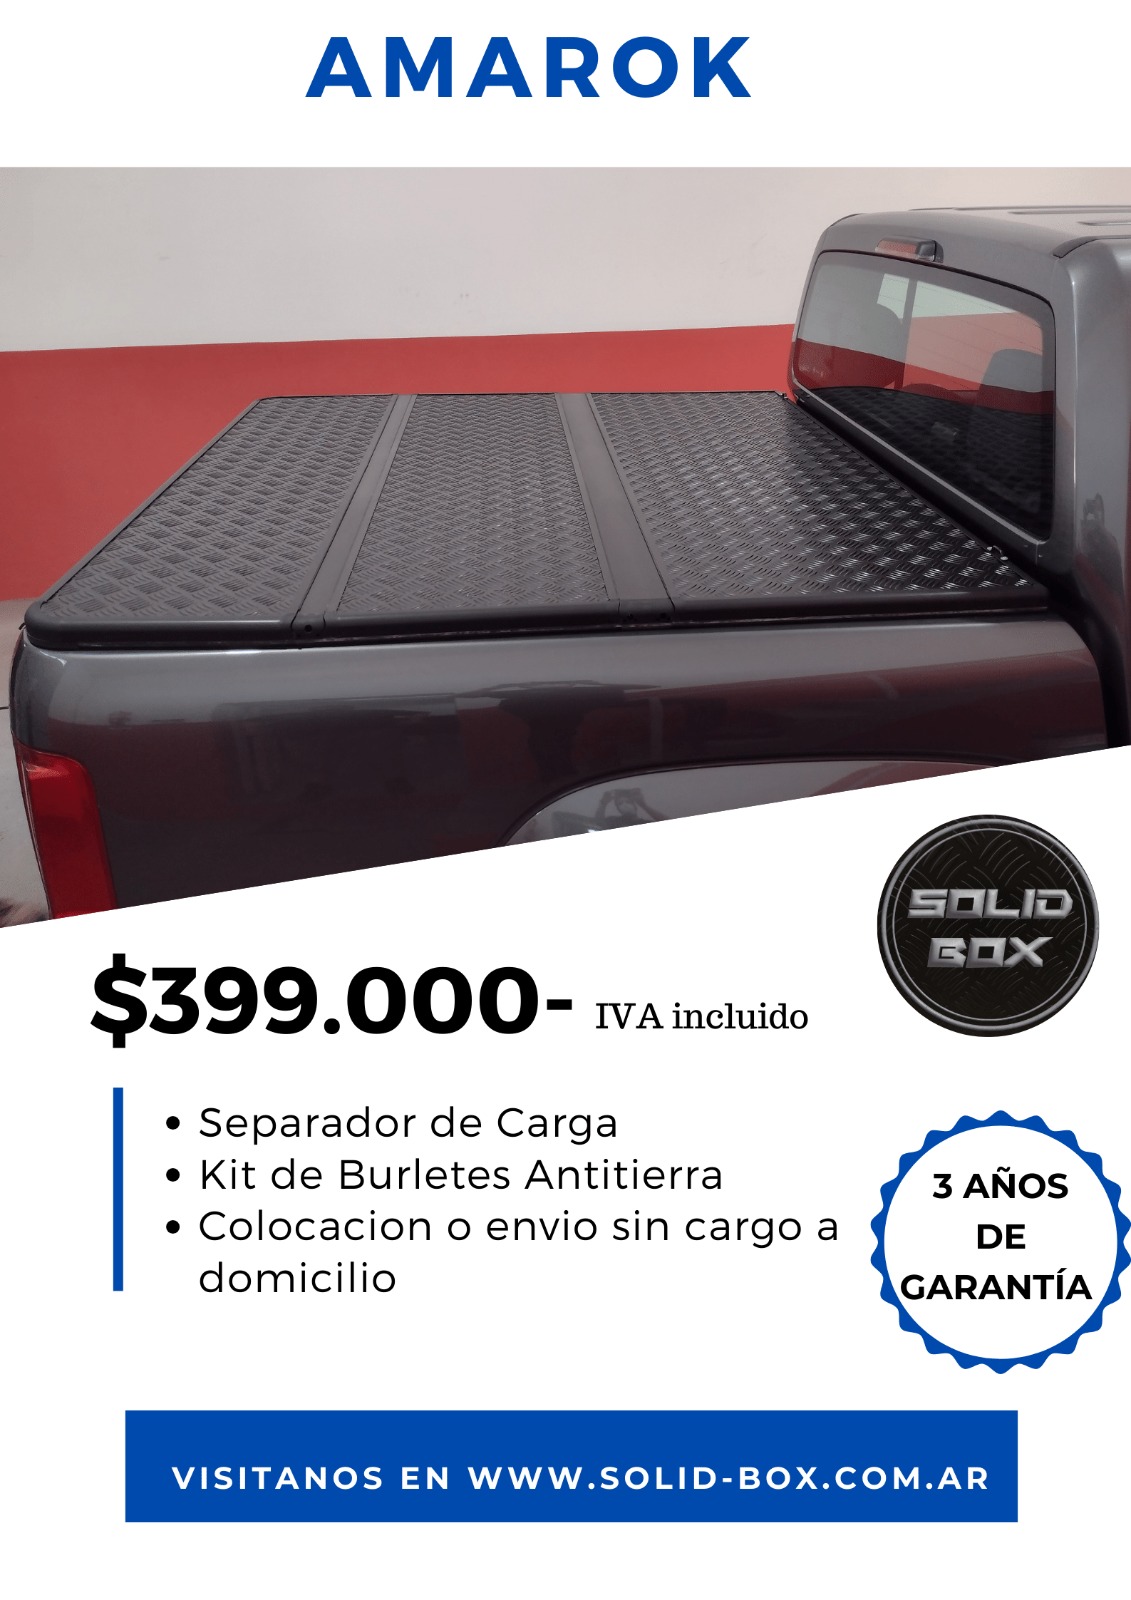 AMAROK
SOLID
BOX
$399.000- IVA incluido
• Separador de Carga
• Kit de Burletes Antitierra
• Colocacion o envio sin cargo a
domicilio
3 AÑOS
DE
GARANTÍA
VISITANOS EN WWW.SOLID-BOX.COM.AR